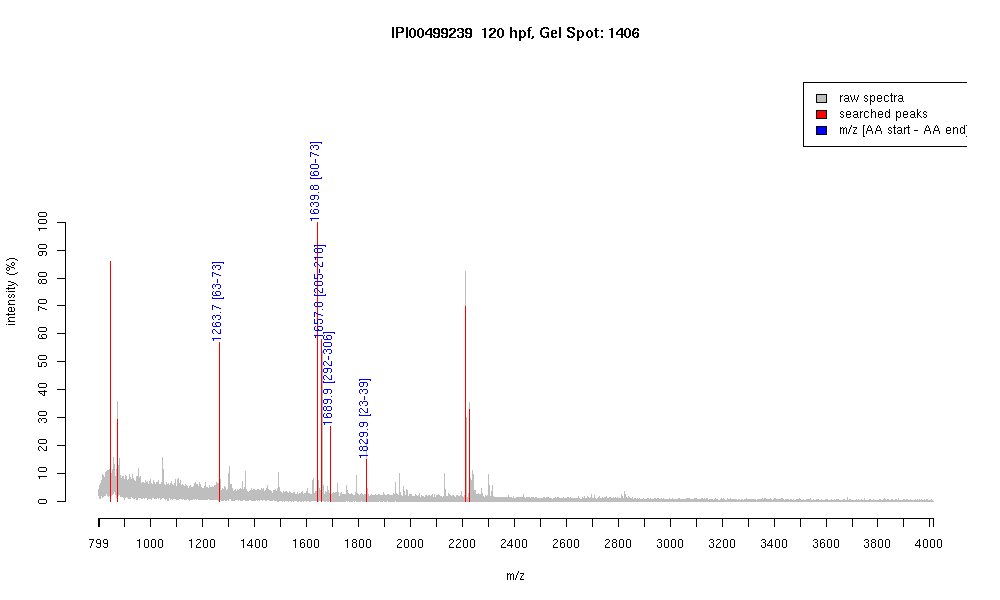 IPI00499239 120 hpf, Gel Spot: 1406
raw spectra
searched peaks
m/z [AA start - AA end]
1639.8 [60-73]
1657.8 [205-218]
1263.7 [63-73]
1689.9 [292-306]
1829.9 [23-39]
intensity (%)
100
90
80
70
60
50
40
30
20
10
0
799 1000 1200 1400 1600 1800 2000 2200 2400 2600 2800 3000 3200 3400 3600 3800 4000
m/z